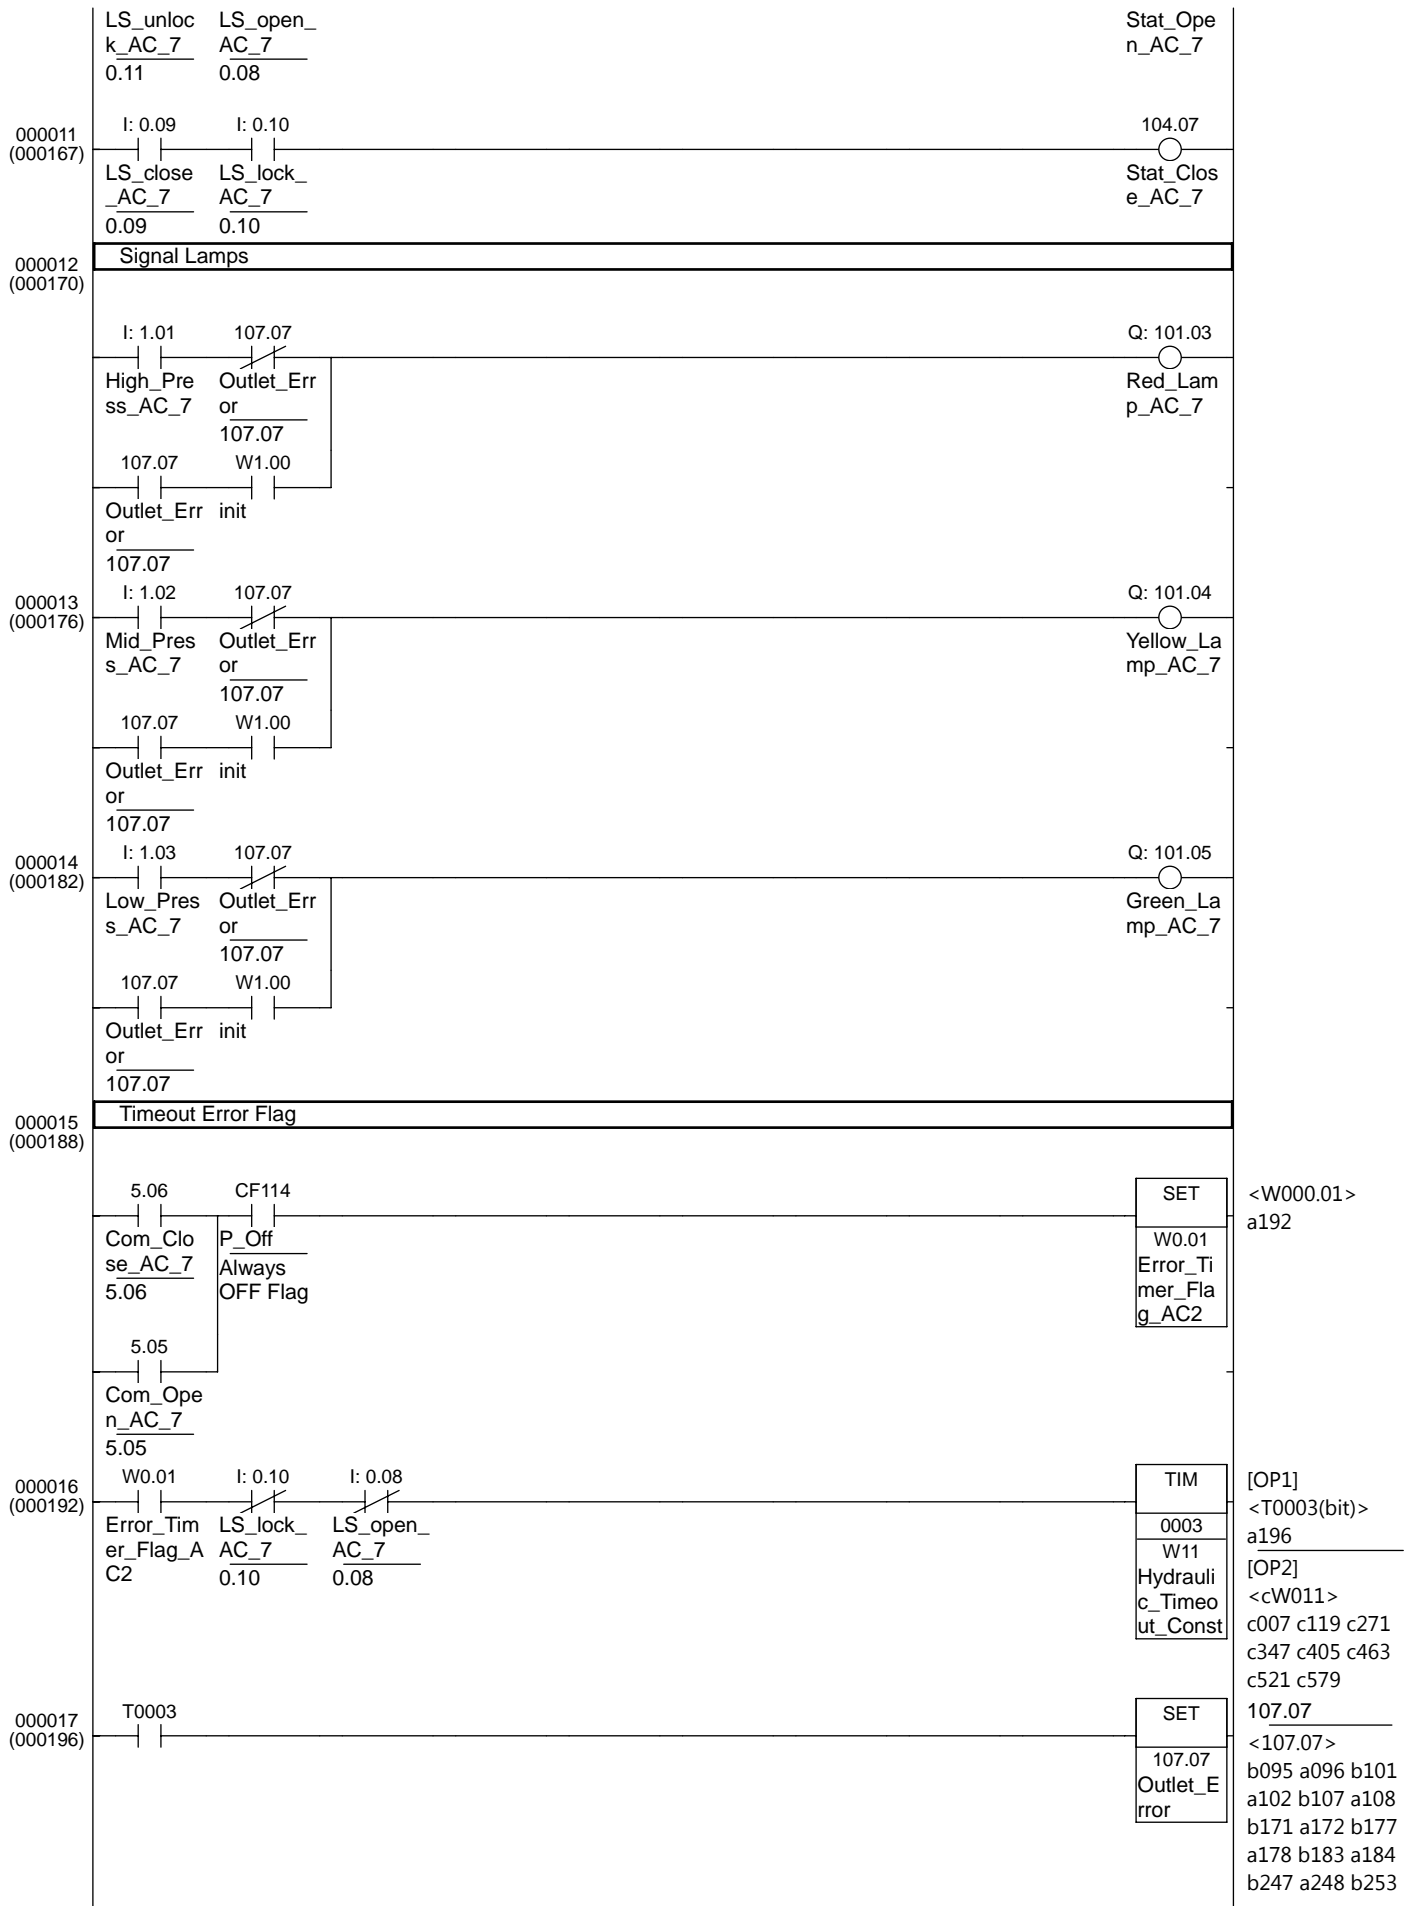 LS_unloc LS_open_ Stat_Ope
k_AC_7 AC_7 n_AC_7
0.11 0.08
000011 I: 0.09 I: 0.10 104.07
(000167)
LS_close LS_lock_ Stat_Clos
_AC_7 AC_7 e_AC_7
0.09 0.10
000012 Signal Lamps
(000170)
I: 1.01 107.07 Q: 101.03
High_Pre Outlet_Err Red_Lam
ss_AC_7 or p_AC_7
107.07
107.07 W1.00
Outlet_Err init
or
107.07
000013 I: 1.02 107.07 Q: 101.04
(000176)
Mid_Pres Outlet_Err Yellow_La
s_AC_7 or mp_AC_7
107.07
107.07 W1.00
Outlet_Err init
or
107.07
000014 I: 1.03 107.07 Q: 101.05
(000182)
Low_Pres Outlet_Err Green_La
s_AC_7 or mp_AC_7
107.07
107.07 W1.00
Outlet_Err init
or
107.07
000015 Timeout Error Flag
(000188)
5.06 CF114 SET <W000.01>
a192
Com_Clo P_Off W0.01
se_AC_7 Always Error_Ti
5.06 OFF Flag mer_Fla
g_AC2
5.05
Com_Ope
n_AC_7
5.05
000016 W0.01 I: 0.10 I: 0.08 TIM [OP1]
(000192) <T0003(bit)>
Error_Tim LS_lock_ LS_open_ 0003 a196
er_Flag_A AC_7 AC_7 W11 [OP2]
C2 0.10 0.08 Hydrauli <cW011>
c_Timeo c007 c119 c271
ut_Const c347 c405 c463
c521 c579
000017 T0003 SET 107.07
(000196) <107.07>
107.07 b095 a096 b101
Outlet_E a102 b107 a108
rror b171 a172 b177
a178 b183 a184
b247 a248 b253